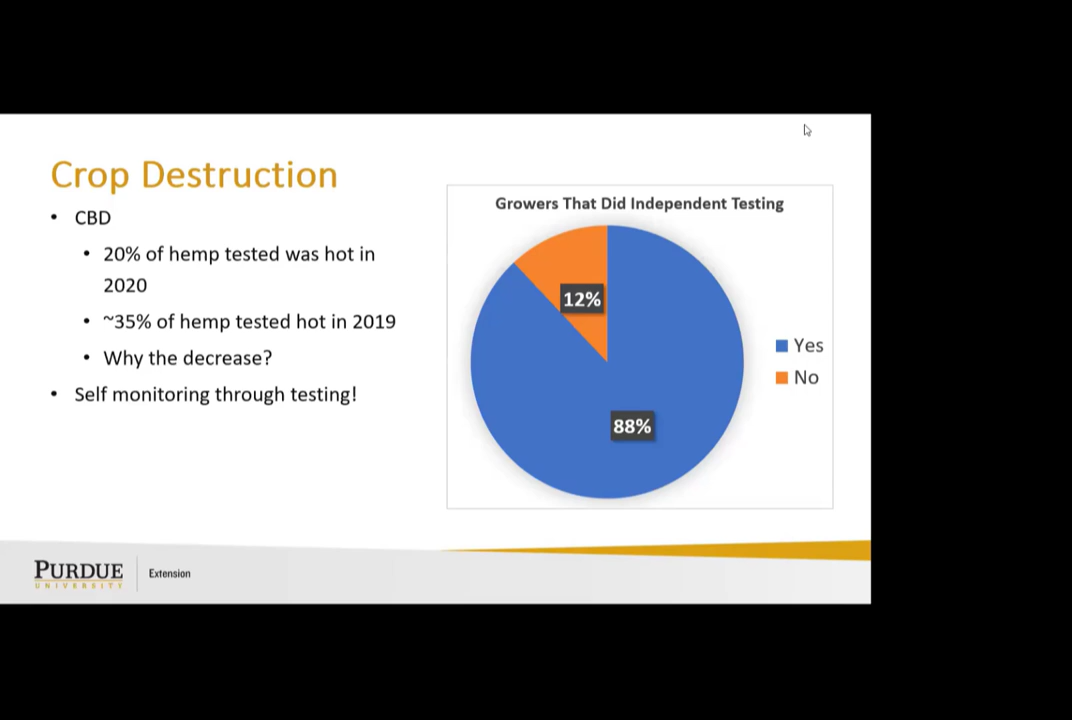 Crop Destruction
• CBD
• 20% of hemp tested was hot in
2020
• ~35% of hemp tested hot in 2019
• Why the decrease?
• Self monitoring through testing!
Growers That Did Independent Testing
12%
88%
Yes
No
PURDUE
UNIVERSITY
Extension